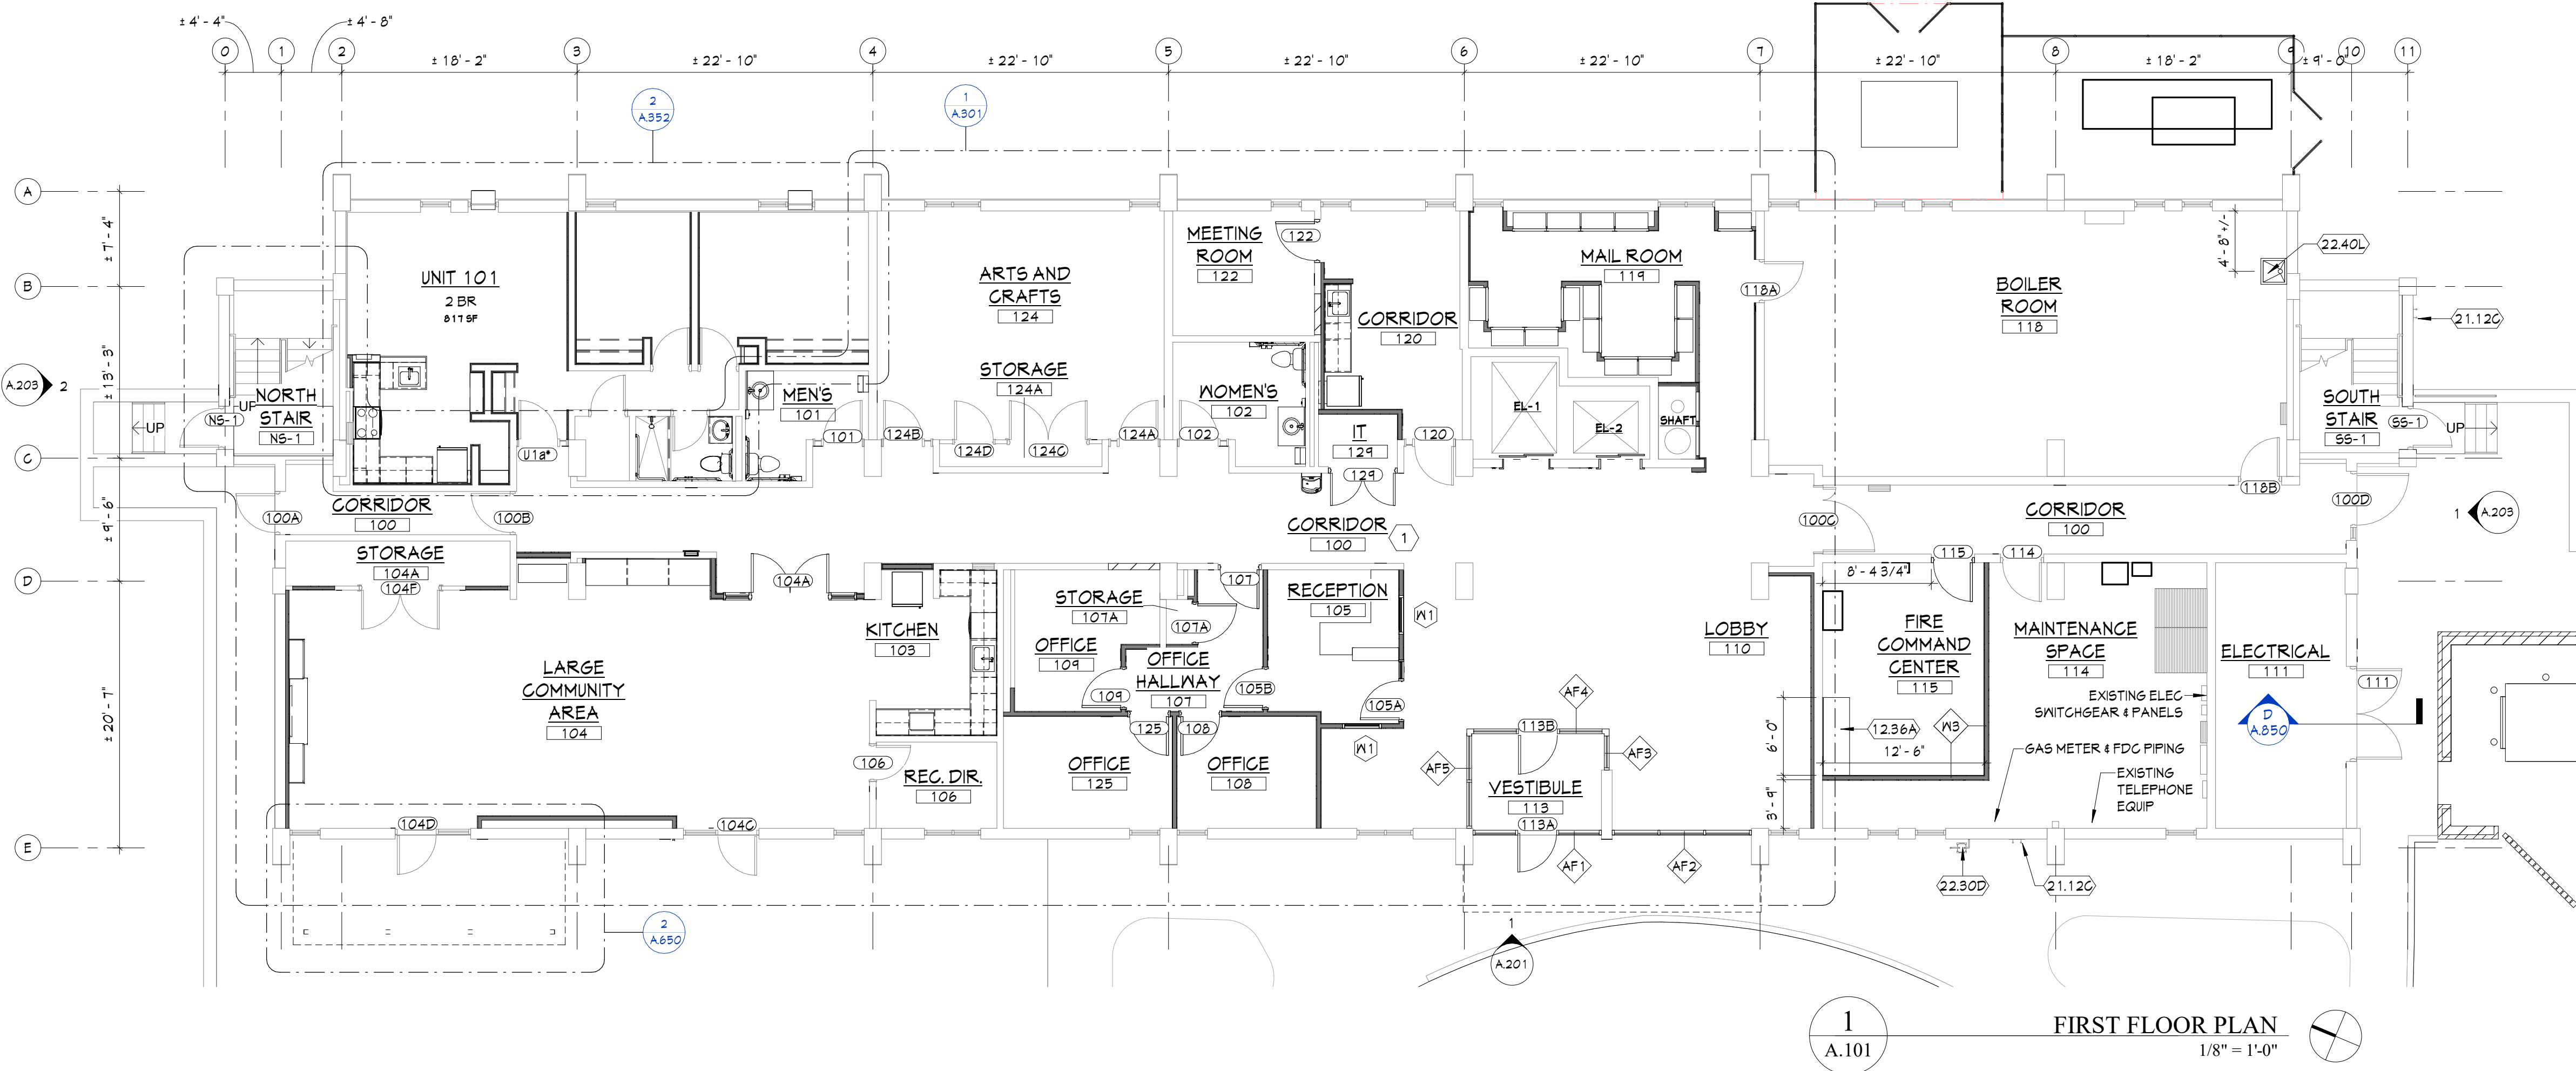 ± 4' - 4"
± 4' - 8"
0
1
2
3
4
5
6
7
8
9
10
11
± 18' - 2"
± 22' - 10"
± 22' - 10"
± 22' - 10"
± 22' - 10"
± 22' - 10"
± 18' - 2"
± 9' - 0"
2
A.352
1
A.301
A
B
C
D
E
± 7' - 4"
± 13' - 3"
± 9' - 6"
± 20' - 7"
A.203
2
UNIT 101
2 BR
817 SF
ARTS AND
CRAFTS
124
STORAGE
124A
MEETING
ROOM
122
122
WOMEN'S
102
MEN'S
101
CORRIDOR
120
MAIL ROOM
119
118A
BOILER
ROOM
118
4' - 8" +/-
22.40L
21.12C
NORTH
STAIR
NS-1
UP
UP
NS-1
SOUTH
STAIR
SS-1
SS-1
UP
EL-1
EL-2
SHAFT
IT
129
129
U1a*
101
124B
124D
124C
124A
102
120
118B
100D
100A
CORRIDOR
100
100B
CORRIDOR
100
1
100C
CORRIDOR
100
1
A.203
STORAGE
104A
104F
104A
LARGE
COMMUNITY
AREA
104
KITCHEN
103
STORAGE
107A
107
107A
OFFICE
109
109
OFFICE
HALLWAY
107
RECEPTION
105
105B
105A
W1
W1
LOBBY
110
115
114
8' - 4 3/4"
FIRE
COMMAND
CENTER
115
MAINTENANCE
SPACE
114
ELECTRICAL
111
111
EXISTING ELEC
SWITCHGEAR & PANELS
D
A.850
12.36A
W3
12' - 6"
6' - 0"
3' - 9"
GAS METER & FDC PIPING
EXISTING
TELEPHONE
EQUIP
125
108
OFFICE
125
OFFICE
108
106
REC. DIR.
106
AF4
113B
AF3
AF5
VESTIBULE
113
113A
AF1
AF2
104D
104C
22.30D
21.12C
2
A.650
1
A.201
1
A.101
FIRST FLOOR PLAN
1/8" = 1'-0"